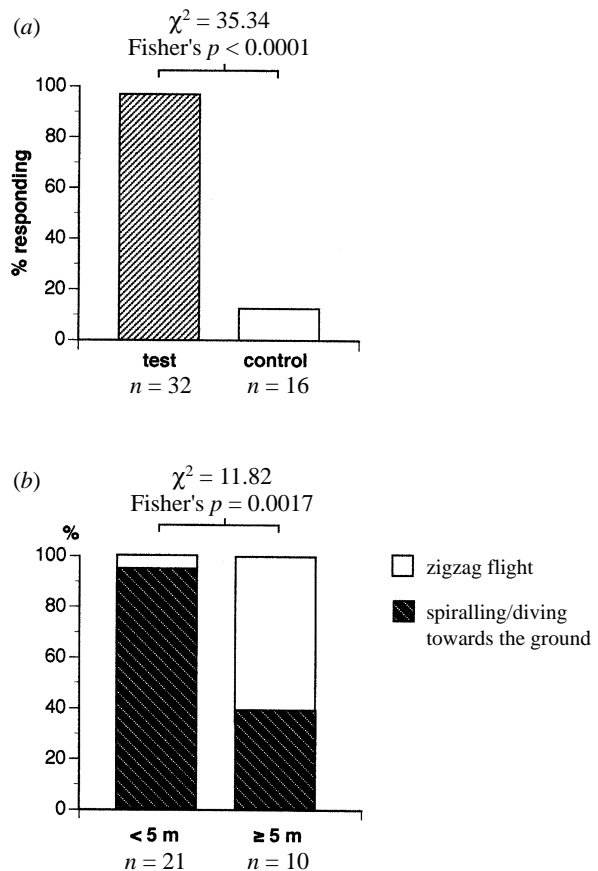 (a)
χ² = 35.34
Fisher's p < 0.0001
% responding
100
80
60
40
20
0
test control
n = 32 n = 16
(b)
χ² = 11.82
Fisher's p = 0.0017
%
100
80
60
40
20
0
< 5 m ≥ 5 m
n = 21 n = 10
zigzag flight
spiralling/diving
towards the ground